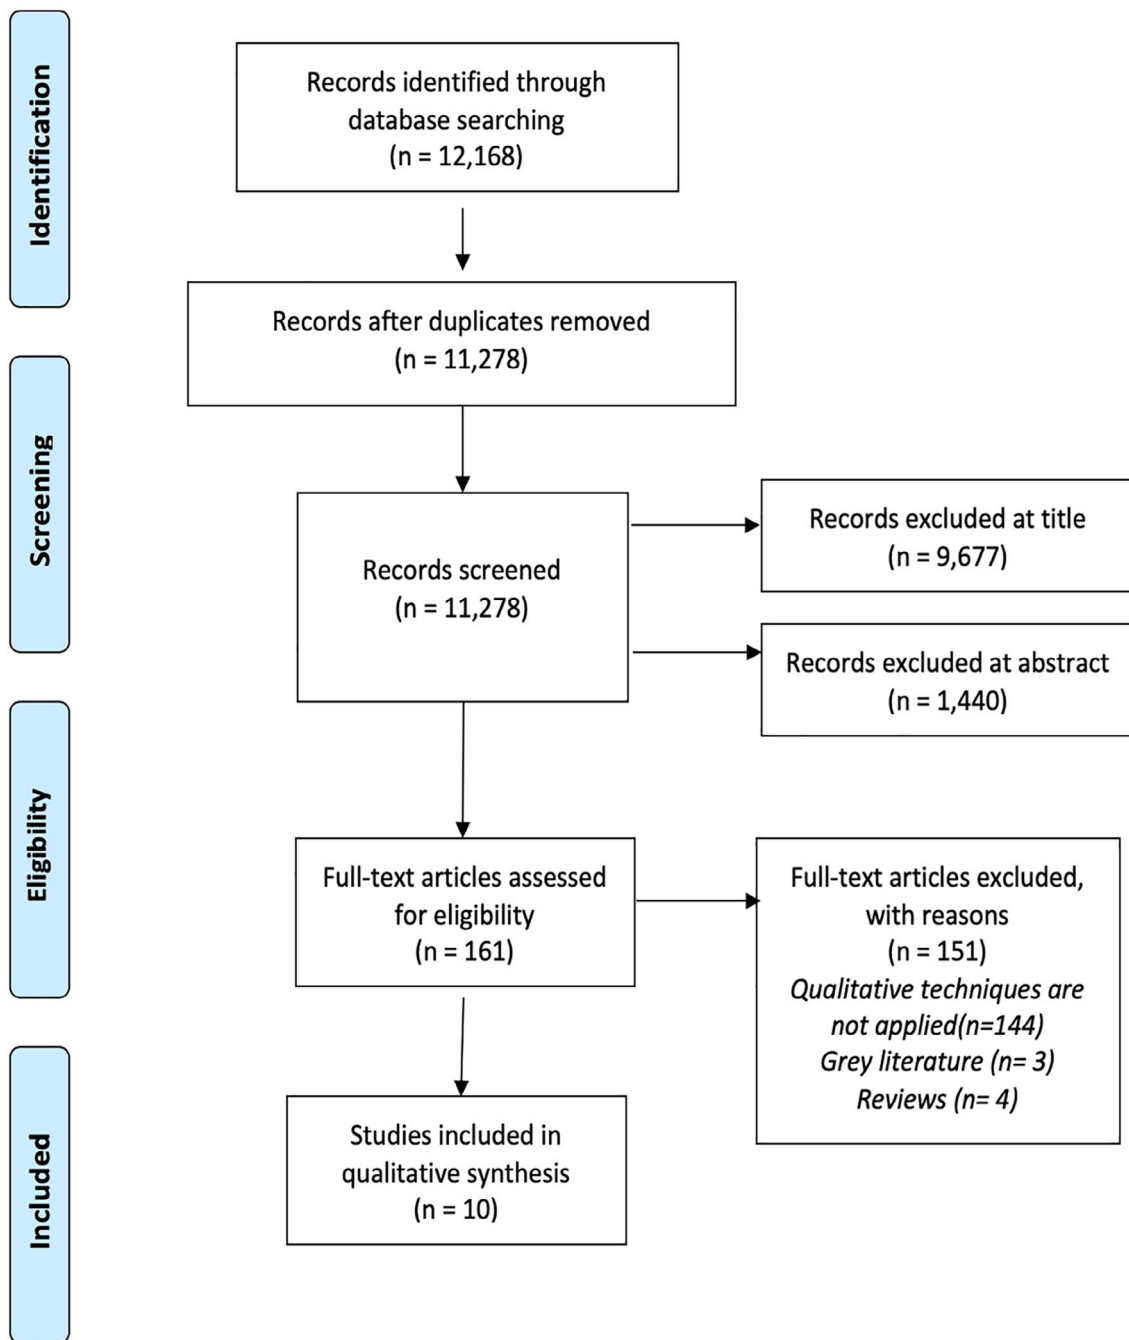 Identification
Records identified through
database searching
(n = 12,168)
Records after duplicates removed
(n = 11,278)
Screening
Records screened
(n = 11,278)
Records excluded at title
(n = 9,677)
Records excluded at abstract
(n = 1,440)
Eligibility
Full-text articles assessed
for eligibility
(n = 161)
Full-text articles excluded,
with reasons
(n = 151)
Qualitative techniques are
not applied(n=144)
Grey literature (n= 3)
Reviews (n= 4)
Included
Studies included in
qualitative synthesis
(n = 10)